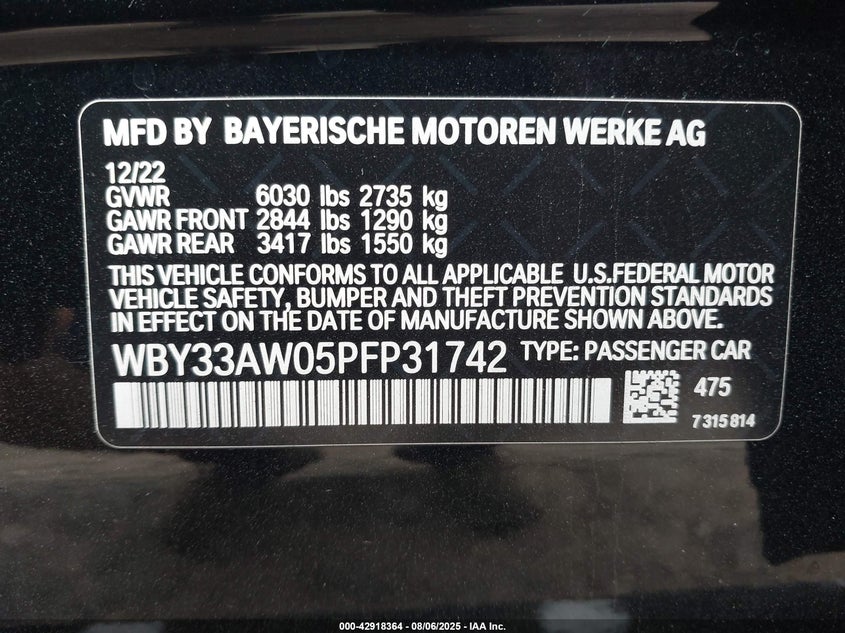 MFD BY BAYERISCHE MOTOREN WERKE AG
12/22
GVWR 6030 lbs 2735 kg
GAWR FRONT 2844 lbs 1290 kg
GAWR REAR 3417 lbs 1550 kg
THIS VEHICLE CONFORMS TO ALL APPLICABLE U.S.FEDERAL MOTOR
VEHICLE SAFETY, BUMPER AND THEFT PREVENTION STANDARDS
IN EFFECT ON THE DATE OF MANUFACTURE SHOWN ABOVE.
WBY33AW05PFP31742 TYPE: PASSENGER CAR
475
7315814
000-42918364 - 08/06/2025 - IAA Inc.